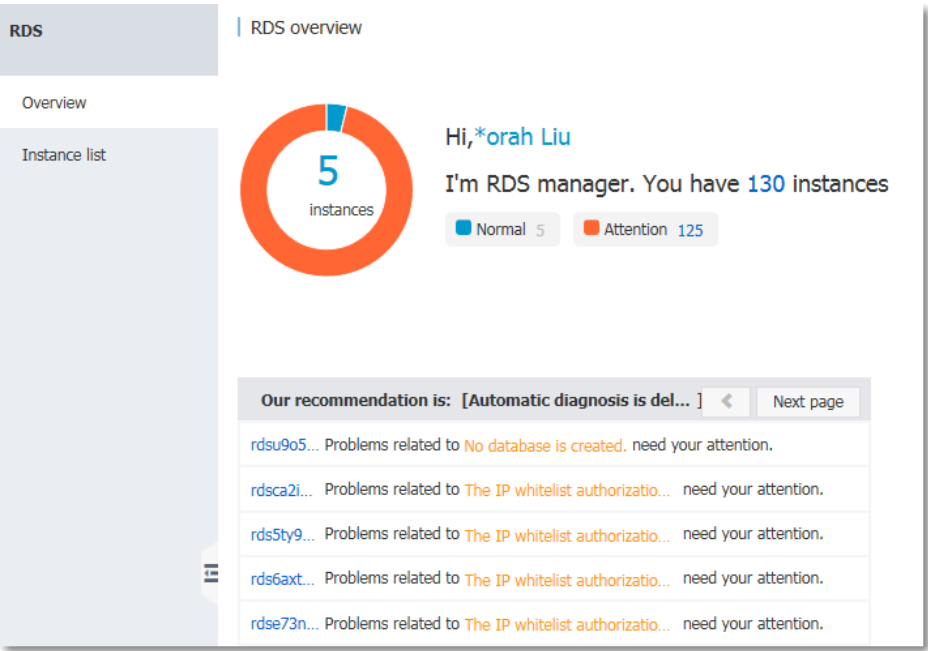 RDS
RDS overview
Overview
Instance list
5
instances
Hi,*orah Liu
I'm RDS manager. You have 130 instances
Normal 5 Attention 125
Our recommendation is: [Automatic diagnosis is del... ] Next page
rdsu9o5... Problems related to No database is created. need your attention.
rdsca2i... Problems related to The IP whitelist authorizatio... need your attention.
rds5ty9... Problems related to The IP whitelist authorizatio... need your attention.
rds6axt... Problems related to The IP whitelist authorizatio... need your attention.
rdse73n... Problems related to The IP whitelist authorizatio... need your attention.